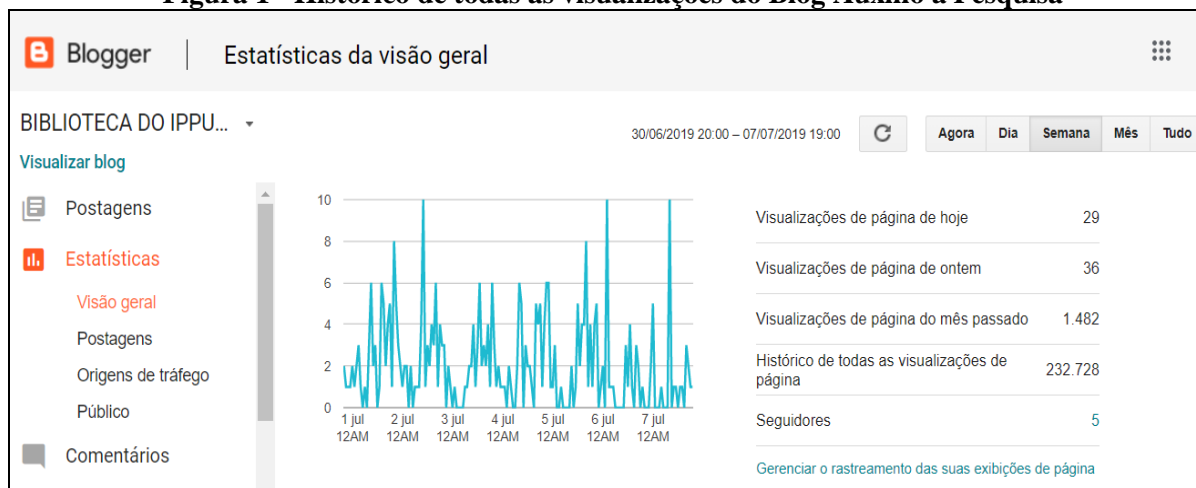 Figura 1 - Histórico de todas as visualizações do Blog Auxílio à Pesquisa
Blogger | Estatísticas da visão geral
BIBLIOTECA DO IPPU...
Visualizar blog
30/06/2019 20:00 – 07/07/2019 19:00
Agora Dia Semana Mês Tudo
Postagens
Estatísticas
Visão geral
Postagens
Origens de tráfego
Público
Comentários
10
8
6
4
2
0
1 jul 2 jul 3 jul 4 jul 5 jul 6 jul 7 jul
12AM 12AM 12AM 12AM 12AM 12AM 12AM
Visualizações de página de hoje 29
Visualizações de página de ontem 36
Visualizações de página do mês passado 1.482
Histórico de todas as visualizações de
página 232.728
Seguidores 5
Gerenciar o rastreamento das suas exibições de página